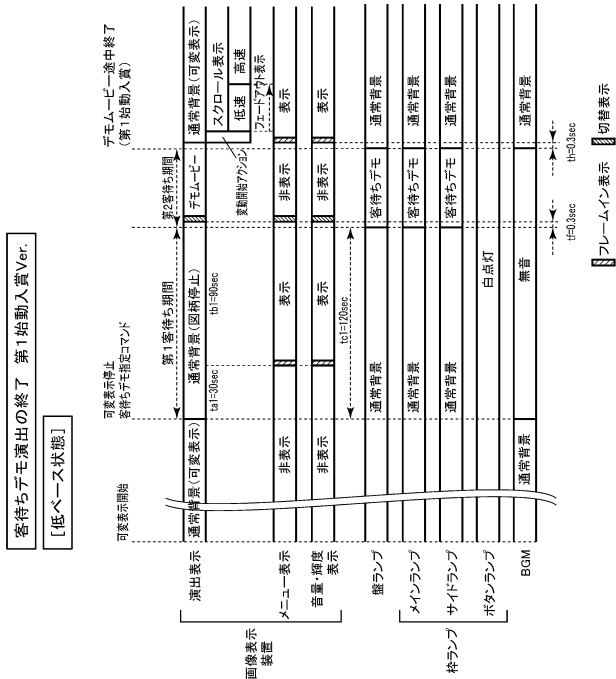 客待ちデモ演出の終了 第1始動入賞Ver.
[低ベース状態]
可変表示開始
可変表示停止
客待ちデモ指定コマンド
デモムービー途中終了
(第1始動入賞)
第1客待ち期間
第2客待ち期間
画像表示
装置
演出表示
通常背景(可変表示)
通常背景(図柄停止)
デモムービー
通常背景(可変表示)
スクロール表示
低速
高速
変動開始アクション
フェードアウト表示
ta1=30sec
tb1=90sec
メニュー表示
非表示
表示
非表示
表示
音量・輝度
表示
非表示
表示
非表示
表示
tc1=120sec
盤ランプ
通常背景
客待ちデモ
通常背景
枠ランプ
メインランプ
通常背景
客待ちデモ
通常背景
サイドランプ
通常背景
客待ちデモ
通常背景
ボタンランプ
白点灯
BGM
通常背景
無音
通常背景
tf=0.3sec
th=0.3sec
フレームイン表示
切替表示